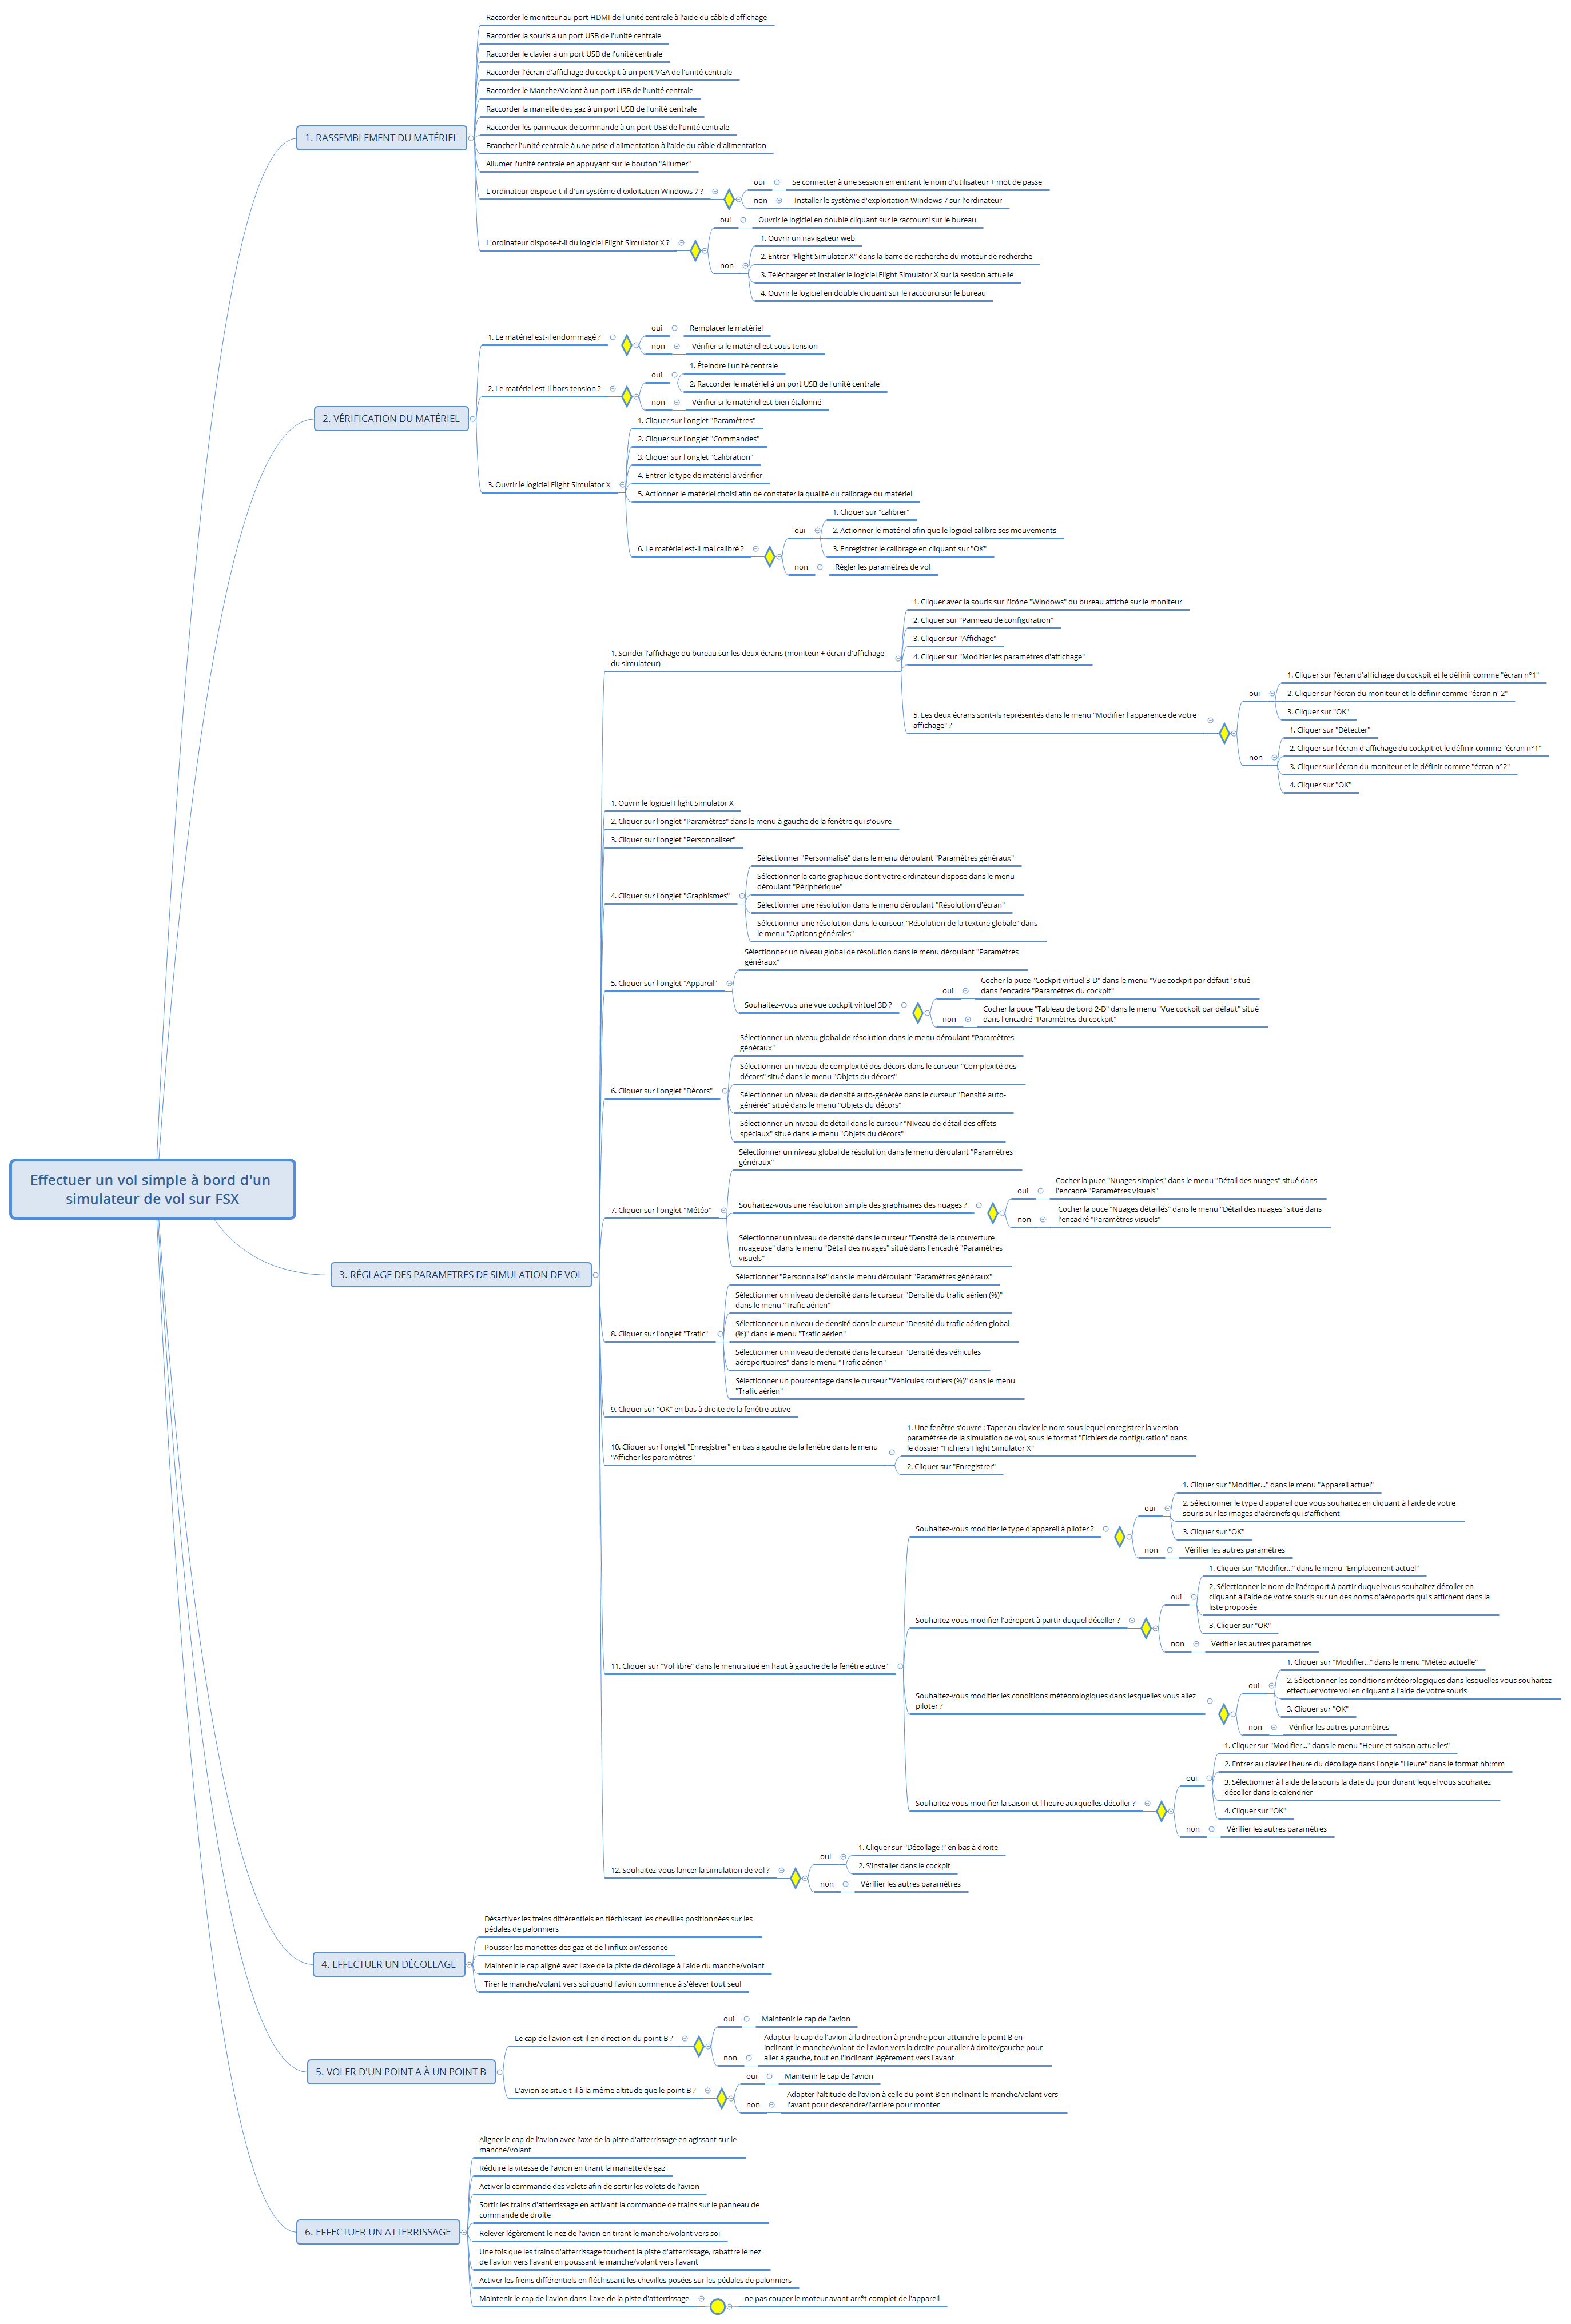 Effectuer un vol simple à bord d'un
simulateur de vol sur FSX
1. RASSEMBLEMENT DU MATÉRIEL
Raccorder le moniteur au port HDMI de l'unité centrale à l'aide du câble d'affichage
Raccorder la souris à un port USB de l'unité centrale
Raccorder le clavier à un port USB de l'unité centrale
Raccorder l'écran d'affichage du cockpit à un port VGA de l'unité centrale
Raccorder le Manche/Volant à un port USB de l'unité centrale
Raccorder la manette des gaz à un port USB de l'unité centrale
Raccorder les panneaux de commande à un port USB de l'unité centrale
Brancher l'unité centrale à une prise d'alimentation à l'aide du câble d'alimentation
Allumer l'unité centrale en appuyant sur le bouton "Allumer"
L'ordinateur dispose-t-il d'un système d'exloitation Windows 7 ?
oui
Se connecter à une session en entrant le nom d'utilisateur + mot de passe
non
Installer le système d'exploitation Windows 7 sur l'ordinateur
L'ordinateur dispose-t-il du logiciel Flight Simulator X ?
oui
Ouvrir le logiciel en double cliquant sur le raccourci sur le bureau
non
1. Ouvrir un navigateur web
2. Entrer "Flight Simulator X" dans la barre de recherche du moteur de recherche
3. Télécharger et installer le logiciel Flight Simulator X sur la session actuelle
4. Ouvrir le logiciel en double cliquant sur le raccourci sur le bureau
2. VÉRIFICATION DU MATÉRIEL
1. Le matériel est-il endommagé ?
oui
Remplacer le matériel
non
Vérifier si le matériel est sous tension
2. Le matériel est-il hors-tension ?
oui
1. Éteindre l'unité centrale
2. Raccorder le matériel à un port USB de l'unité centrale
non
Vérifier si le matériel est bien étalonné
3. Ouvrir le logiciel Flight Simulator X
1. Cliquer sur l'onglet "Paramètres"
2. Cliquer sur l'onglet "Commandes"
3. Cliquer sur l'onglet "Calibration"
4. Entrer le type de matériel à vérifier
5. Actionner le matériel choisi afin de constater la qualité du calibrage du matériel
6. Le matériel est-il mal calibré ?
oui
1. Cliquer sur "calibrer"
2. Actionner le matériel afin que le logiciel calibre ses mouvements
3. Enregistrer le calibrage en cliquant sur "OK"
non
Régler les paramètres de vol
3. RÉGLAGE DES PARAMETRES DE SIMULATION DE VOL
1. Scinder l'affichage du bureau sur les deux écrans (moniteur + écran d'affichage
du simulateur)
1. Cliquer avec la souris sur l'icône "Windows" du bureau affiché sur le moniteur
2. Cliquer sur "Panneau de configuration"
3. Cliquer sur "Affichage"
4. Cliquer sur "Modifier les paramètres d'affichage"
5. Les deux écrans sont-ils représentés dans le menu "Modifier l'apparence de votre
affichage" ?
oui
1. Cliquer sur l'écran d'affichage du cockpit et le définir comme "écran n°1"
2. Cliquer sur l'écran du moniteur et le définir comme "écran n°2"
3. Cliquer sur "OK"
non
1. Cliquer sur "Détecter"
2. Cliquer sur l'écran d'affichage du cockpit et le définir comme "écran n°1"
3. Cliquer sur l'écran du moniteur et le définir comme "écran n°2"
4. Cliquer sur "OK"
1. Ouvrir le logiciel Flight Simulator X
2. Cliquer sur l'onglet "Paramètres" dans le menu à gauche de la fenêtre qui s'ouvre
3. Cliquer sur l'onglet "Personnaliser"
4. Cliquer sur l'onglet "Graphismes"
Sélectionner "Personnalisé" dans le menu déroulant "Paramètres généraux"
Sélectionner la carte graphique dont votre ordinateur dispose dans le menu
déroulant "Périphérique"
Sélectionner une résolution dans le menu déroulant "Résolution d'écran"
Sélectionner une résolution dans le curseur "Résolution de la texture globale" dans
le menu "Options générales"
5. Cliquer sur l'onglet "Appareil"
Sélectionner un niveau global de résolution dans le menu déroulant "Paramètres
généraux"
Souhaitez-vous une vue cockpit virtuel 3D ?
oui
Cocher la puce "Cockpit virtuel 3-D" dans le menu "Vue cockpit par défaut" situé
dans l'encadré "Paramètres du cockpit"
non
Cocher la puce "Tableau de bord 2-D" dans le menu "Vue cockpit par défaut" situé
dans l'encadré "Paramètres du cockpit"
6. Cliquer sur l'onglet "Décors"
Sélectionner un niveau global de résolution dans le menu déroulant "Paramètres
généraux"
Sélectionner un niveau de complexité des décors dans le curseur "Complexité des
décors" situé dans le menu "Objets du décors"
Sélectionner un niveau de densité auto-générée dans le curseur "Densité auto-
générée" situé dans le menu "Objets du décors"
Sélectionner un niveau de détail dans le curseur "Niveau de détail des effets
spéciaux" situé dans le menu "Objets du décors"
7. Cliquer sur l'onglet "Météo"
Sélectionner un niveau global de résolution dans le menu déroulant "Paramètres
généraux"
Souhaitez-vous une résolution simple des graphismes des nuages ?
oui
Cocher la puce "Nuages simples" dans le menu "Détail des nuages" situé dans
l'encadré "Paramètres visuels"
non
Cocher la puce "Nuages détaillés" dans le menu "Détail des nuages" situé dans
l'encadré "Paramètres visuels"
Sélectionner un niveau de densité dans le curseur "Densité de la couverture
nuageuse" dans le menu "Détail des nuages" situé dans l'encadré "Paramètres
visuels"
8. Cliquer sur l'onglet "Trafic"
Sélectionner "Personnalisé" dans le menu déroulant "Paramètres généraux"
Sélectionner un niveau de densité dans le curseur "Densité du trafic aérien (%)"
dans le menu "Trafic aérien"
Sélectionner un niveau de densité dans le curseur "Densité du trafic aérien global
(%)" dans le menu "Trafic aérien"
Sélectionner un niveau de densité dans le curseur "Densité des véhicules
aéroportuaires" dans le menu "Trafic aérien"
Sélectionner un pourcentage dans le curseur "Véhicules routiers (%)" dans le menu
"Trafic aérien"
9. Cliquer sur "OK" en bas à droite de la fenêtre active
10. Cliquer sur l'onglet "Enregistrer" en bas à gauche de la fenêtre dans le menu
"Afficher les paramètres"
1. Une fenêtre s'ouvre : Taper au clavier le nom sous lequel enregistrer la version
paramétrée de la simulation de vol, sous le format "Fichiers de configuration" dans
le dossier "Fichiers Flight Simulator X"
2. Cliquer sur "Enregistrer"
11. Cliquer sur "Vol libre" dans le menu situé en haut à gauche de la fenêtre active"
Souhaitez-vous modifier le type d'appareil à piloter ?
oui
1. Cliquer sur "Modifier..." dans le menu "Appareil actuel"
2. Sélectionner le type d'appareil que vous souhaitez en cliquant à l'aide de votre
souris sur les images d'aéronefs qui s'affichent
3. Cliquer sur "OK"
non
Vérifier les autres paramètres
Souhaitez-vous modifier l'aéroport à partir duquel décoller ?
oui
1. Cliquer sur "Modifier..." dans le menu "Emplacement actuel"
2. Sélectionner le nom de l'aéroport à partir duquel vous souhaitez décoller en
cliquant à l'aide de votre souris sur un des noms d'aéroports qui s'affichent dans la
liste proposée
3. Cliquer sur "OK"
non
Vérifier les autres paramètres
Souhaitez-vous modifier les conditions météorologiques dans lesquelles vous allez
piloter ?
oui
1. Cliquer sur "Modifier..." dans le menu "Météo actuelle"
2. Sélectionner les conditions météorologiques dans lesquelles vous souhaitez
effectuer votre vol en cliquant à l'aide de votre souris
3. Cliquer sur "OK"
non
Vérifier les autres paramètres
Souhaitez-vous modifier la saison et l'heure auxquelles décoller ?
oui
1. Cliquer sur "Modifier..." dans le menu "Heure et saison actuelles"
2. Entrer au clavier l'heure du décollage dans l'ongle "Heure" dans le format hh:mm
3. Sélectionner à l'aide de la souris la date du jour durant lequel vous souhaitez
décoller dans le calendrier
4. Cliquer sur "OK"
non
Vérifier les autres paramètres
12. Souhaitez-vous lancer la simulation de vol ?
oui
1. Cliquer sur "Décollage !" en bas à droite
2. S'installer dans le cockpit
non
Vérifier les autres paramètres
4. EFFECTUER UN DÉCOLLAGE
Désactiver les freins différentiels en fléchissant les chevilles positionnées sur les
pédales de palonniers
Pousser les manettes des gaz et de l'influx air/essence
Maintenir le cap aligné avec l'axe de la piste de décollage à l'aide du manche/volant
Tirer le manche/volant vers soi quand l'avion commence à s'élever tout seul
5. VOLER D'UN POINT A À UN POINT B
Le cap de l'avion est-il en direction du point B ?
oui
Maintenir le cap de l'avion
non
Adapter le cap de l'avion à la direction à prendre pour atteindre le point B en
inclinant le manche/volant de l'avion vers la droite pour aller à droite/gauche pour
aller à gauche, tout en l'inclinant légèrement vers l'avant
L'avion se situe-t-il à la même altitude que le point B ?
oui
Maintenir le cap de l'avion
non
Adapter l'altitude de l'avion à celle du point B en inclinant le manche/volant vers
l'avant pour descendre/l'arrière pour monter
6. EFFECTUER UN ATTERRISSAGE
Aligner le cap de l'avion avec l'axe de la piste d'atterrissage en agissant sur le
manche/volant
Réduire la vitesse de l'avion en tirant la manette de gaz
Activer la commande des volets afin de sortir les volets de l'avion
Sortir les trains d'atterrissage en activant la commande de trains sur le panneau de
commande de droite
Relever légèrement le nez de l'avion en tirant le manche/volant vers soi
Une fois que les trains d'atterrissage touchent la piste d'atterrissage, rabattre le nez
de l'avion vers l'avant en poussant le manche/volant vers l'avant
Activer les freins différentiels en fléchissant les chevilles posées sur les pédales de palonniers
Maintenir le cap de l'avion dans l'axe de la piste d'atterrissage
ne pas couper le moteur avant arrêt complet de l'appareil